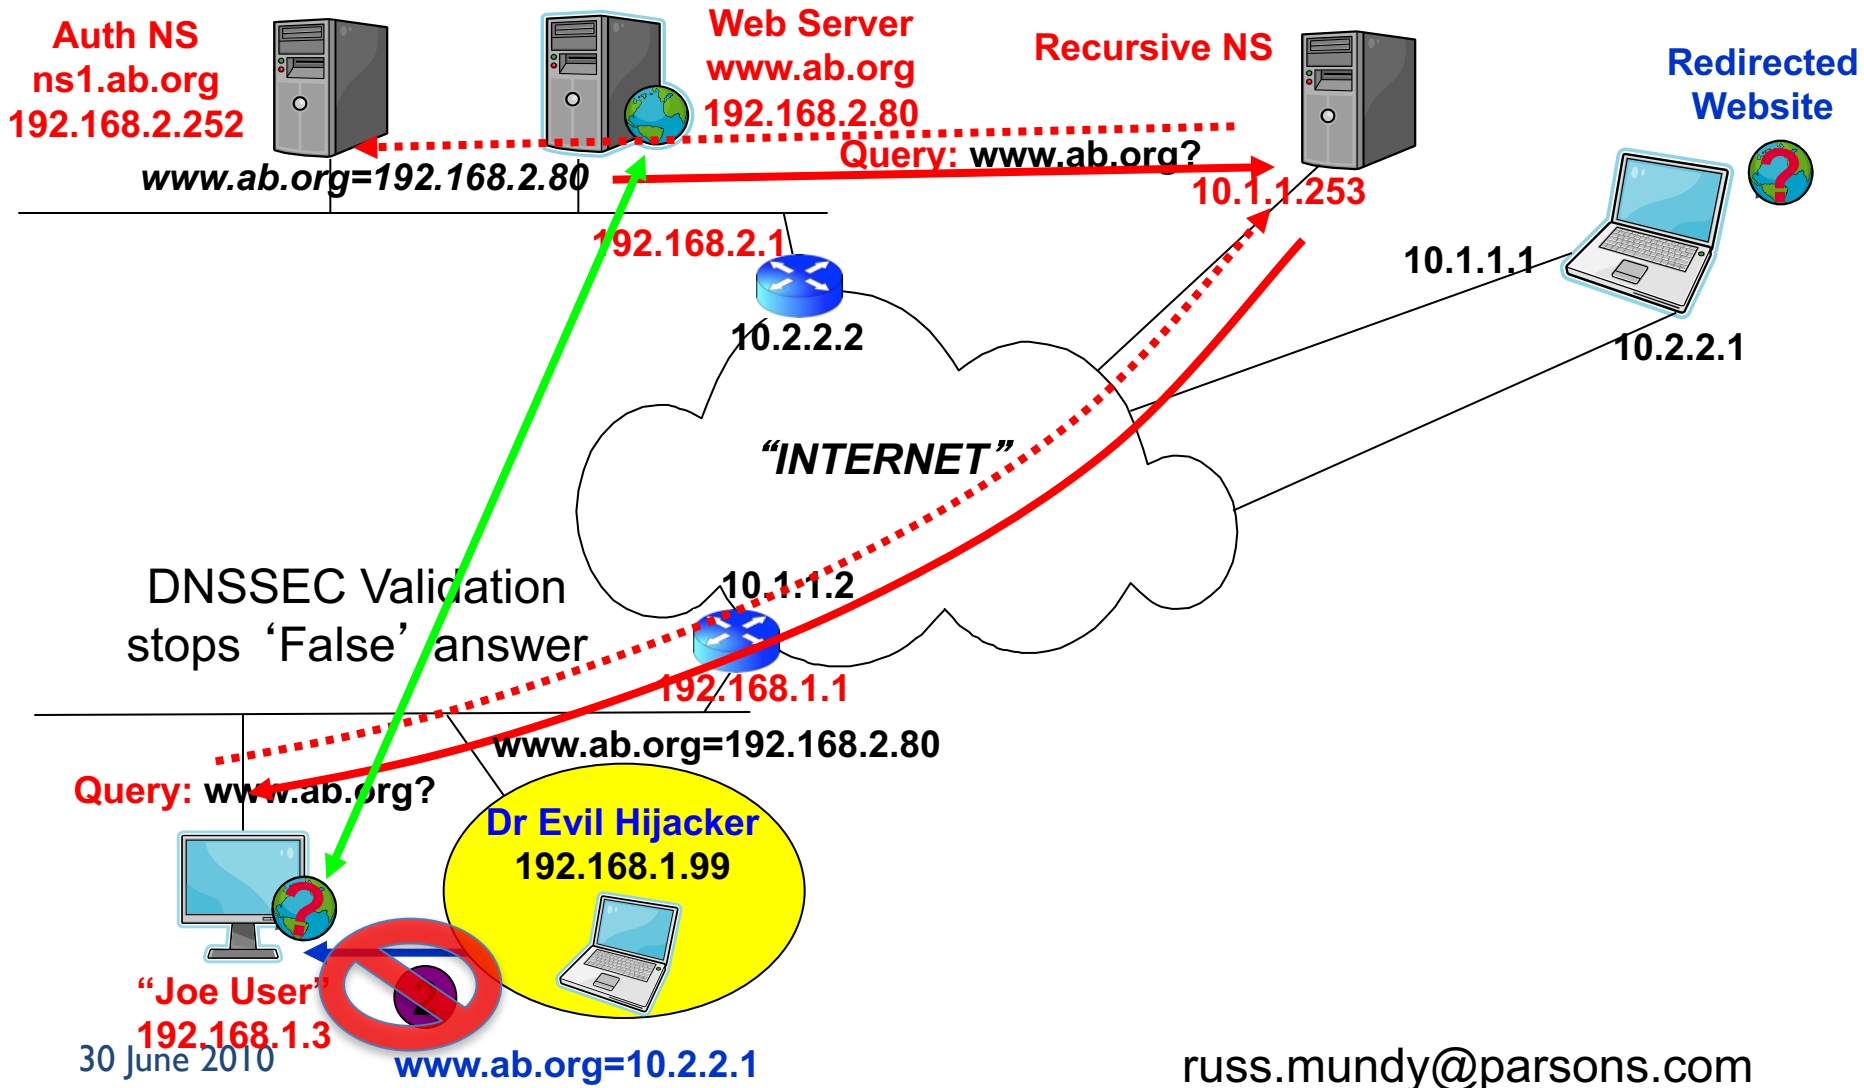 Auth NS
ns1.ab.org
192.168.2.252
Web Server
www.ab.org
192.168.2.80
Recursive NS
Redirected
Website
Query: www.ab.org?
www.ab.org=192.168.2.80
10.1.1.253
192.168.2.1
10.1.1.1
10.2.2.2
10.2.2.1
“INTERNET”
DNSSEC Validation
stops ‘False’ answer
10.1.1.2
192.168.1.1
www.ab.org=192.168.2.80
Query: www.ab.org?
Dr Evil Hijacker
192.168.1.99
“Joe User”
192.168.1.3
2
30 June 2010
www.ab.org=10.2.2.1
russ.mundy@parsons.com